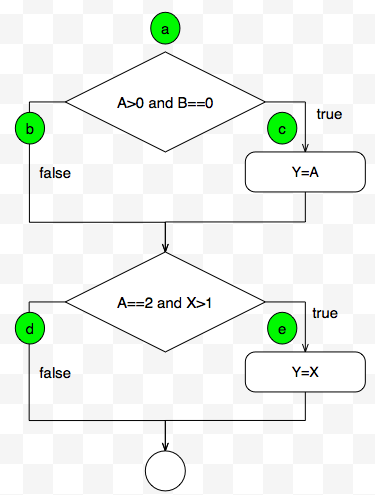 a
A>0 and B==0
b
c
true
false
Y=A
A==2 and X>1
d
e
true
false
Y=X